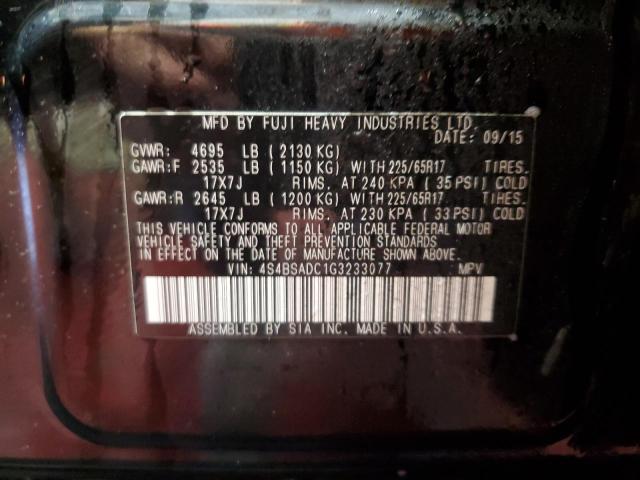 MFD BY FUJI HEAVY INDUSTRIES LTD.
DATE: 09/15
GVWR: 4695 LB ( 2130 KG)
GAWR:F 2535 LB ( 1150 KG) WITH 225/65R17 TIRES.
17X7J RIMS. AT 240 KPA ( 35 PSI) COLD
GAWR:R 2645 LB ( 1200 KG) WITH 225/65R17 TIRES.
17X7J RIMS. AT 230 KPA ( 33 PSI) COLD
THIS VEHICLE CONFORMS TO ALL APPLICABLE FEDERAL MOTOR
VEHICLE SAFETY AND THEFT PREVENTION STANDARDS
IN EFFECT ON THE DATE OF MANUFACTURE SHOWN ABOVE.
VIN: 4S4BSADC1G3233077 MPV
ASSEMBLED BY SIA INC. MADE IN U.S.A.